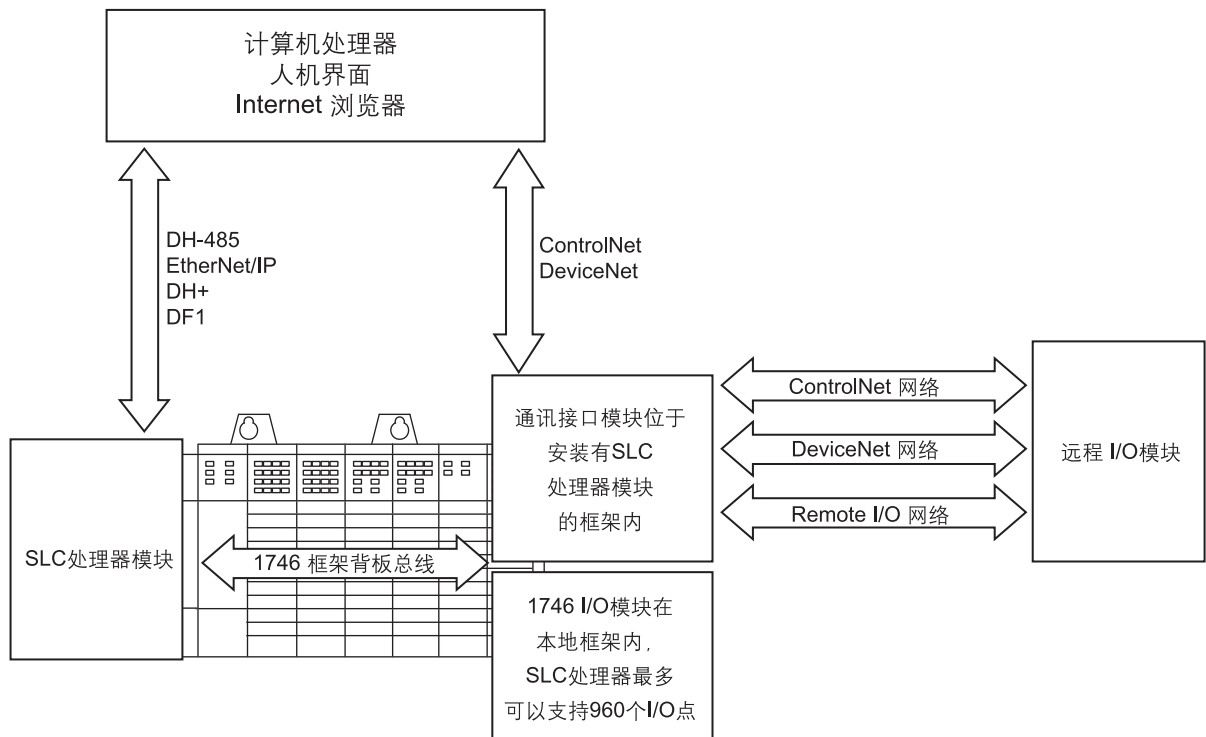 计算机处理器
人机界面
Internet 浏览器
DH-485
EtherNet/IP
DH+
DF1
ControlNet
DeviceNet
通讯接口模块位于
安装有SLC
处理器模块
的框架内
ControlNet 网络
DeviceNet 网络
Remote I/O 网络
远程 I/O模块
SLC处理器模块
1746 框架背板总线
1746 I/O模块在
本地框架内,
SLC处理器最多
可以支持960个I/O点